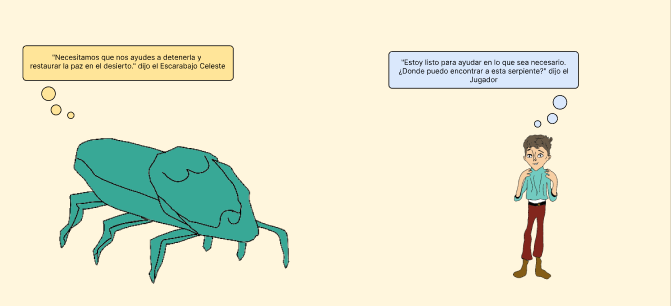 "Necesitamos que nos ayudes a detenerla y
restaurar la paz en el desierto." dijo el Escarabajo Celeste
"Estoy listo para ayudar en lo que sea necesario.
¿Donde puedo encontrar a esta serpiente?" dijo el
Jugador